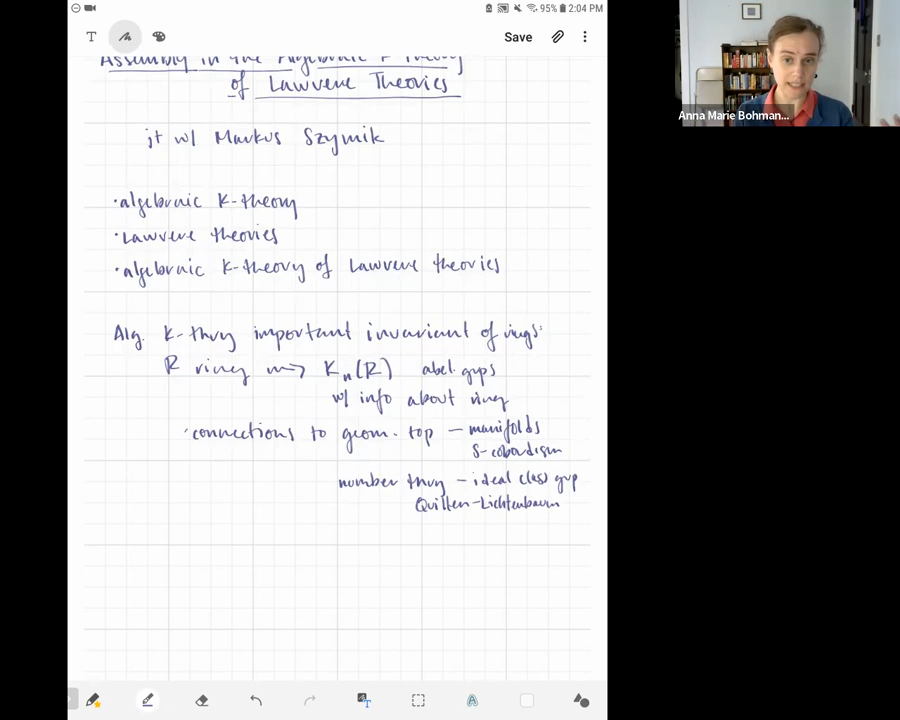 95% 2:04 PM
T
Save
Assembly in the Algebraic K-Theory
of Lawvere Theories
jt w/ Markus Szymik
· algebraic K-theory
· Lawvere theories
· algebraic K-theory of Lawvere theories
Alg. K-thry important invariant of rings:
R ring ⇝ Kn(R) abel. grps
w/ info about ring
· connections to geom. top – manifolds
s-cobordism
number thry – ideal class grp
Quillen-Lichtenbaum
Anna Marie Bohman...